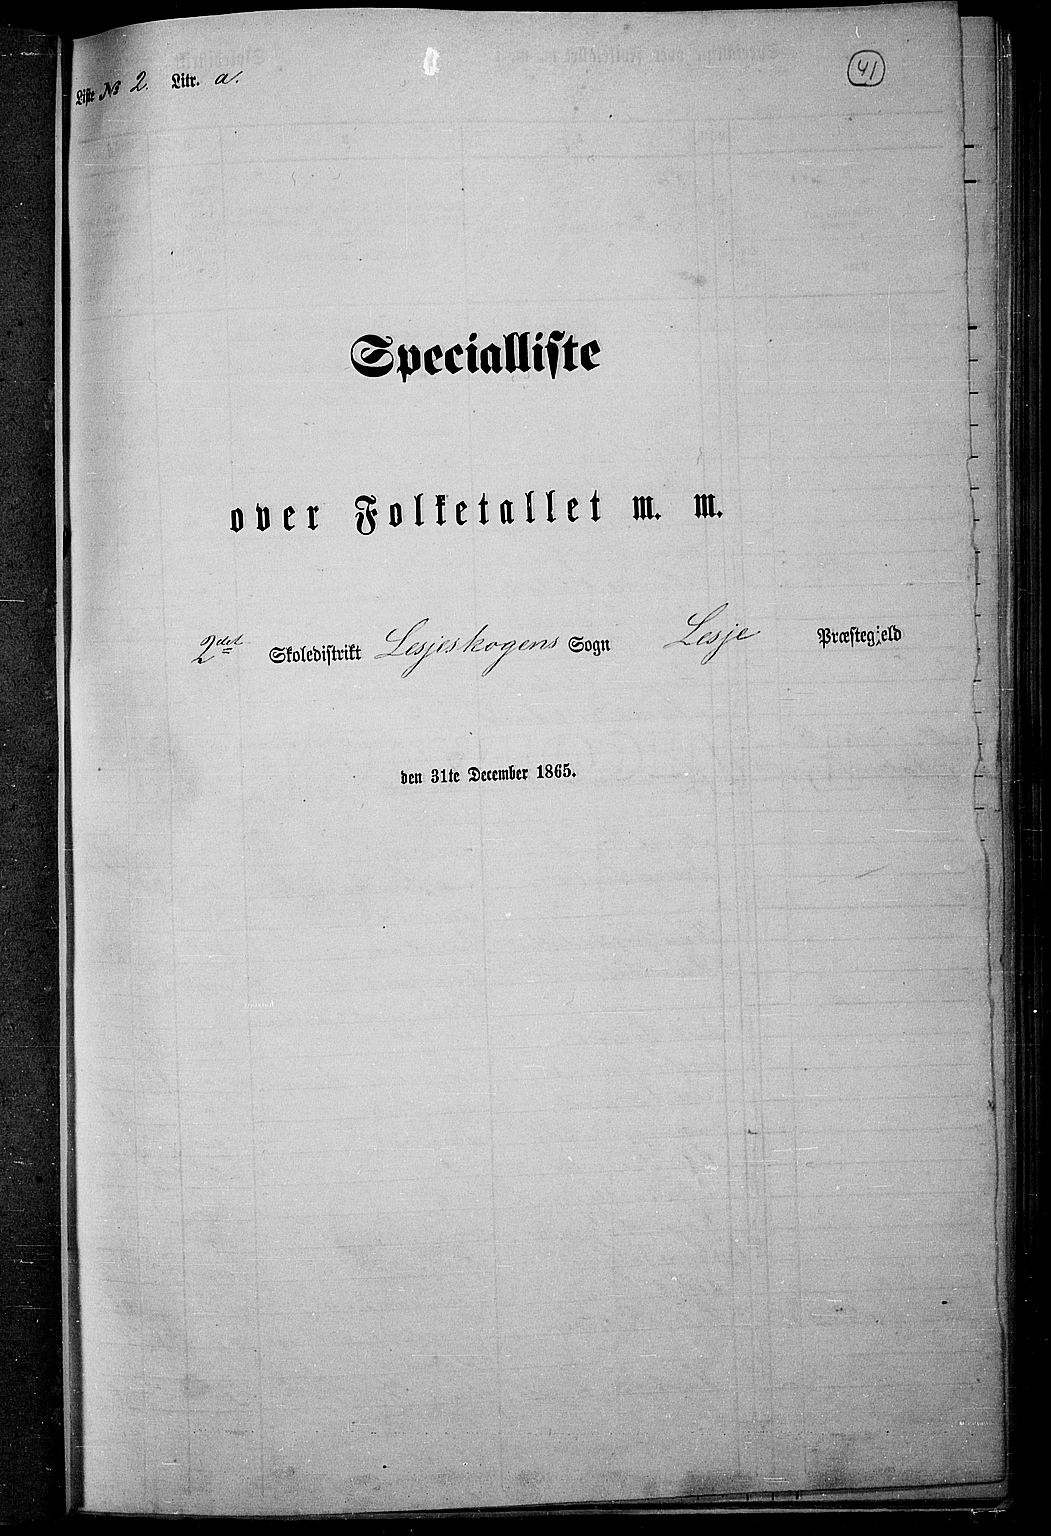 Liste No 2. Litr. a.
41
Specialliste
over Folketallet m. m.
2det Skoledistrikt Lesjeskogens Sogn Lesje Præstegjeld
den 31te December 1865.